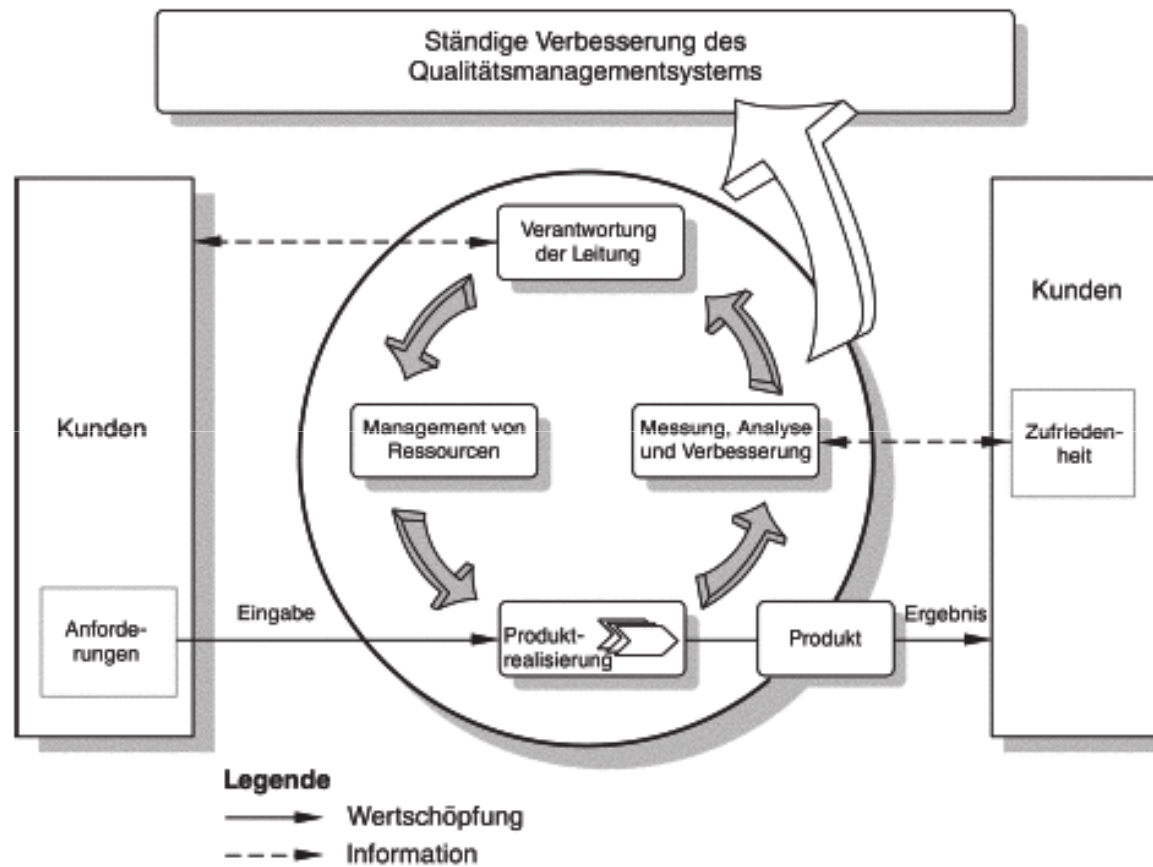 Ständige Verbesserung des
Qualitätsmanagementsystems
Verantwortung
der Leitung
Kunden
Kunden
Management von
Ressourcen
Messung, Analyse
und Verbesserung
Zufrieden-
heit
Anforde-
rungen
Eingabe
Produkt-
realisierung
Produkt
Ergebnis
Legende
Wertschöpfung
Information